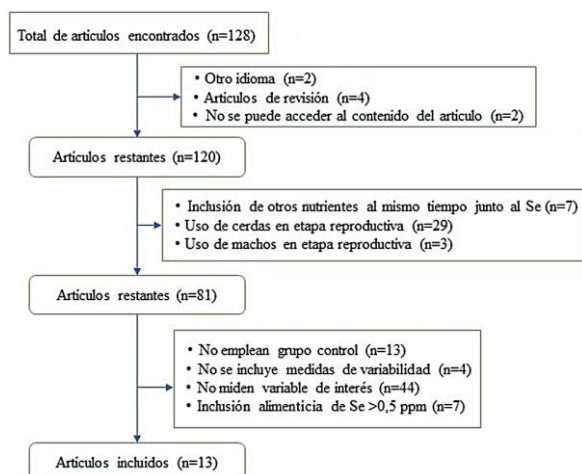 Total de artículos encontrados (n=128)
• Otro idioma (n=2)
• Artículos de revisión (n=4)
• No se puede acceder al contenido del artículo (n=2)
Artículos restantes (n=120)
• Inclusión de otros nutrientes al mismo tiempo junto al Se (n=7)
• Uso de cerdas en etapa reproductiva (n=29)
• Uso de machos en etapa reproductiva (n=3)
Artículos restantes (n=81)
• No emplean grupo control (n=13)
• No se incluye medidas de variabilidad (n=4)
• No miden variable de interés (n=44)
• Inclusión alimenticia de Se >0,5 ppm (n=7)
Artículos incluidos (n=13)